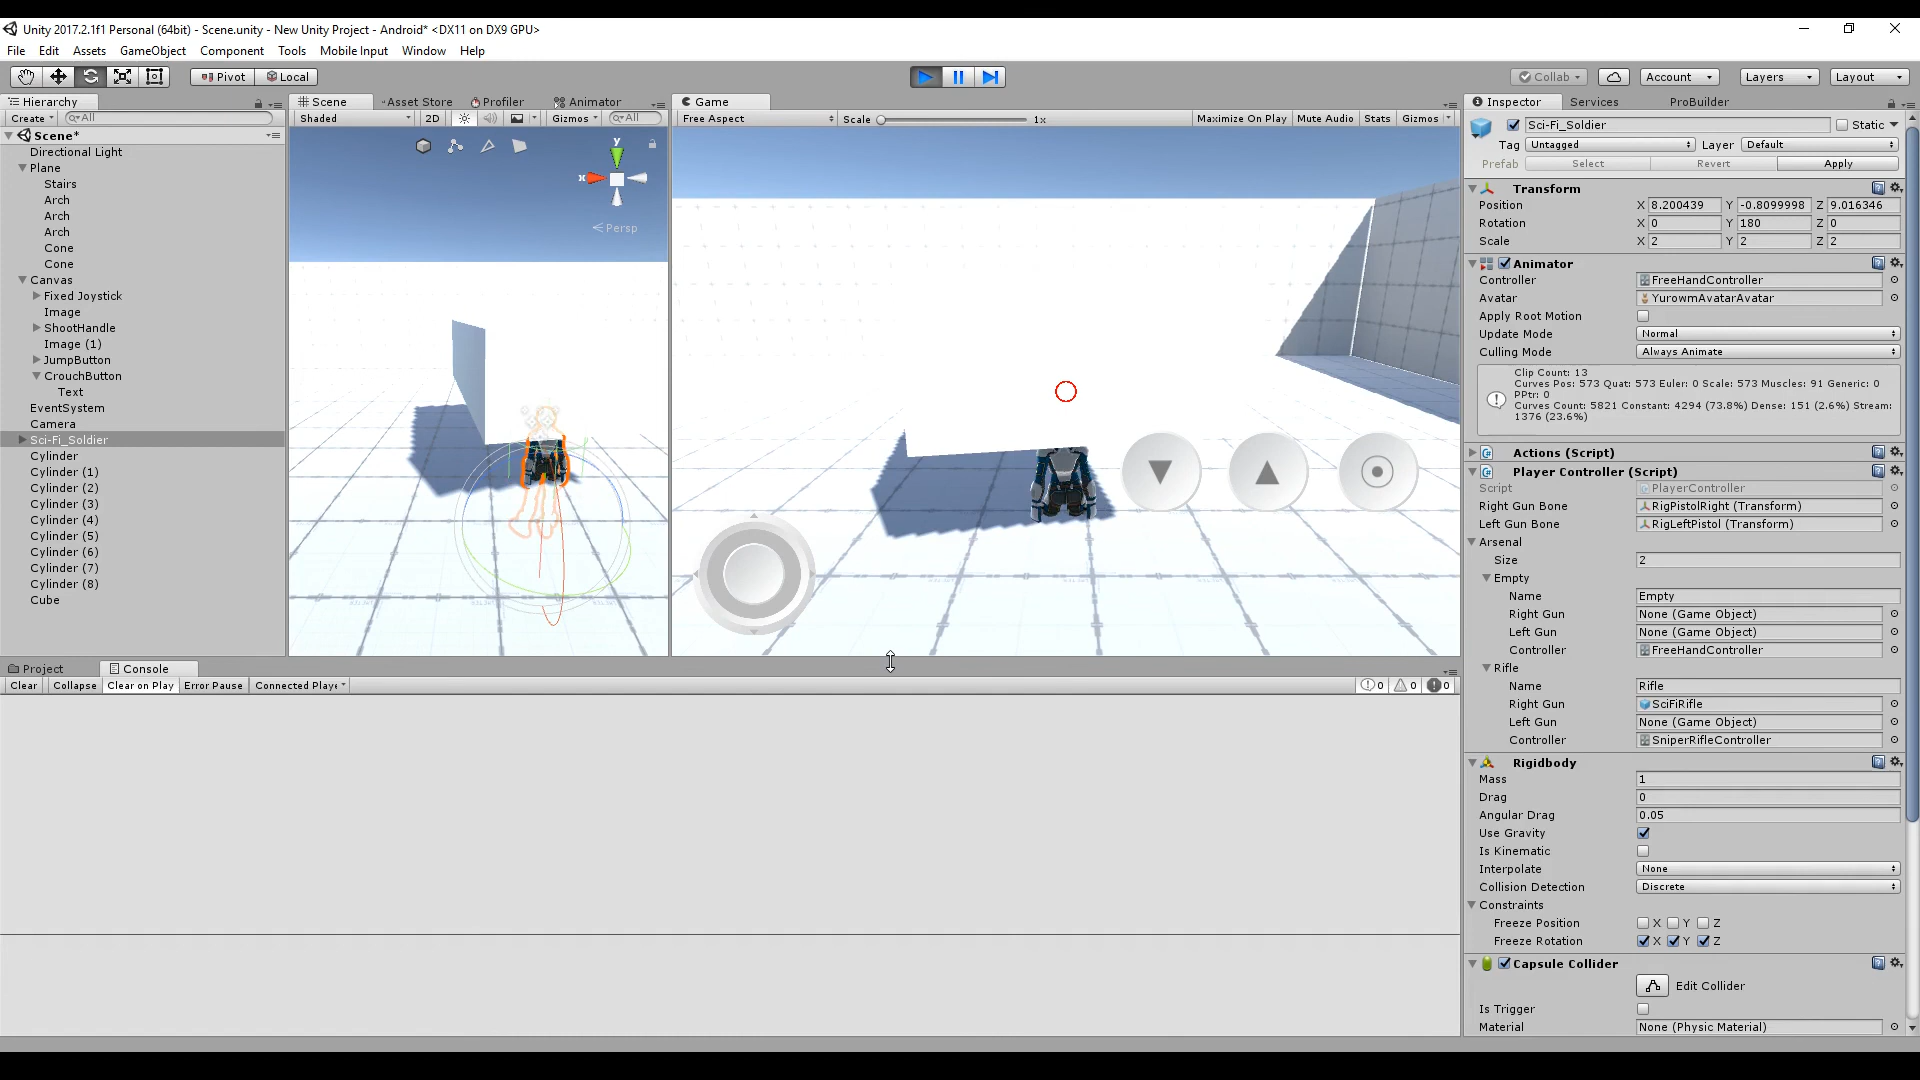 Unity 2017.2.1f1 Personal (64bit) - Scene.unity - New Unity Project - Android* <DX11 on DX9 GPU>
File Edit Assets GameObject Component Tools Mobile Input Window Help
Pivot Local Collab Account Layers Layout
Hierarchy
Create All
Scene*
Directional Light
Plane
Stairs
Arch
Arch
Arch
Cone
Cone
Canvas
Fixed Joystick
Image
ShootHandle
Image (1)
JumpButton
CrouchButton
Text
EventSystem
Camera
Sci-Fi_Soldier
Cylinder
Cylinder (1)
Cylinder (2)
Cylinder (3)
Cylinder (4)
Cylinder (5)
Cylinder (6)
Cylinder (7)
Cylinder (8)
Cube
Scene Asset Store Profiler Animator
Shaded 2D Gizmos All
y
x
Persp
Game
Free Aspect Scale 1x Maximize On Play Mute Audio Stats Gizmos
Project Console
Clear Collapse Clear on Play Error Pause Connected Playe 0 0 0
Inspector Services ProBuilder
Sci-Fi_Soldier Static
Tag Untagged Layer Default
Prefab Select Revert Apply
Transform
Position X 8.200439 Y -0.8099998 Z 9.016346
Rotation X 0 Y 180 Z 0
Scale X 2 Y 2 Z 2
Animator
Controller FreeHandController
Avatar YurowmAvatarAvatar
Apply Root Motion
Update Mode Normal
Culling Mode Always Animate
Clip Count: 13
Curves Pos: 573 Quat: 573 Euler: 0 Scale: 573 Muscles: 91 Generic: 0
PPtr: 0
Curves Count: 5821 Constant: 4294 (73.8%) Dense: 151 (2.6%) Stream:
1376 (23.6%)
Actions (Script)
Player Controller (Script)
Script PlayerController
Right Gun Bone RigPistolRight (Transform)
Left Gun Bone RigLeftPistol (Transform)
Arsenal
Size 2
Empty
Name Empty
Right Gun None (Game Object)
Left Gun None (Game Object)
Controller FreeHandController
Rifle
Name Rifle
Right Gun SciFiRifle
Left Gun None (Game Object)
Controller SniperRifleController
Rigidbody
Mass 1
Drag 0
Angular Drag 0.05
Use Gravity
Is Kinematic
Interpolate None
Collision Detection Discrete
Constraints
Freeze Position X Y Z
Freeze Rotation X Y Z
Capsule Collider
Edit Collider
Is Trigger
Material None (Physic Material)